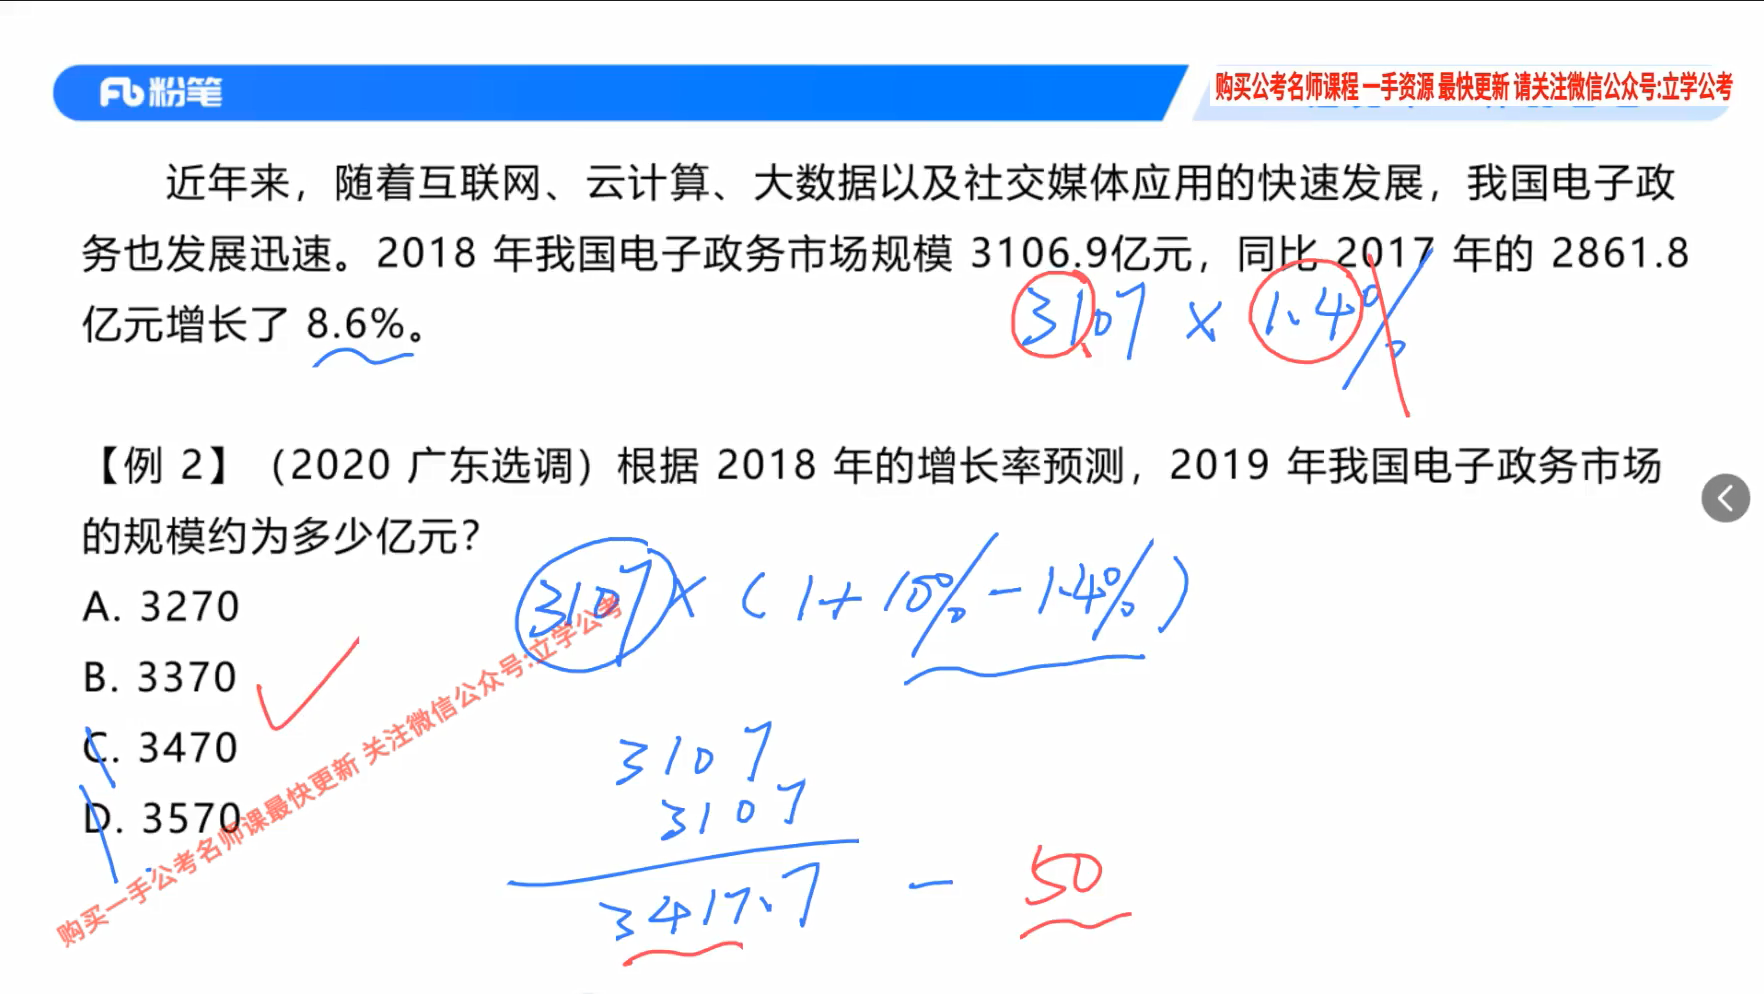 粉笔
购买公考名师课程 一手资源 最快更新 请关注微信公众号:立学公考
近年来，随着互联网、云计算、大数据以及社交媒体应用的快速发展，我国电子政
务也发展迅速。2018 年我国电子政务市场规模 3106.9亿元，同比 2017 年的 2861.8
亿元增长了 8.6%。
3107 × 1.4%
【例 2】（2020 广东选调）根据 2018 年的增长率预测，2019 年我国电子政务市场
的规模约为多少亿元？
3107 × ( 1 + 10% - 1.4% )
A. 3270
B. 3370
C. 3470
D. 3570
3107
3107
3417.7 - 50
购买一手公考名师课最快更新 关注微信公众号:立学公考